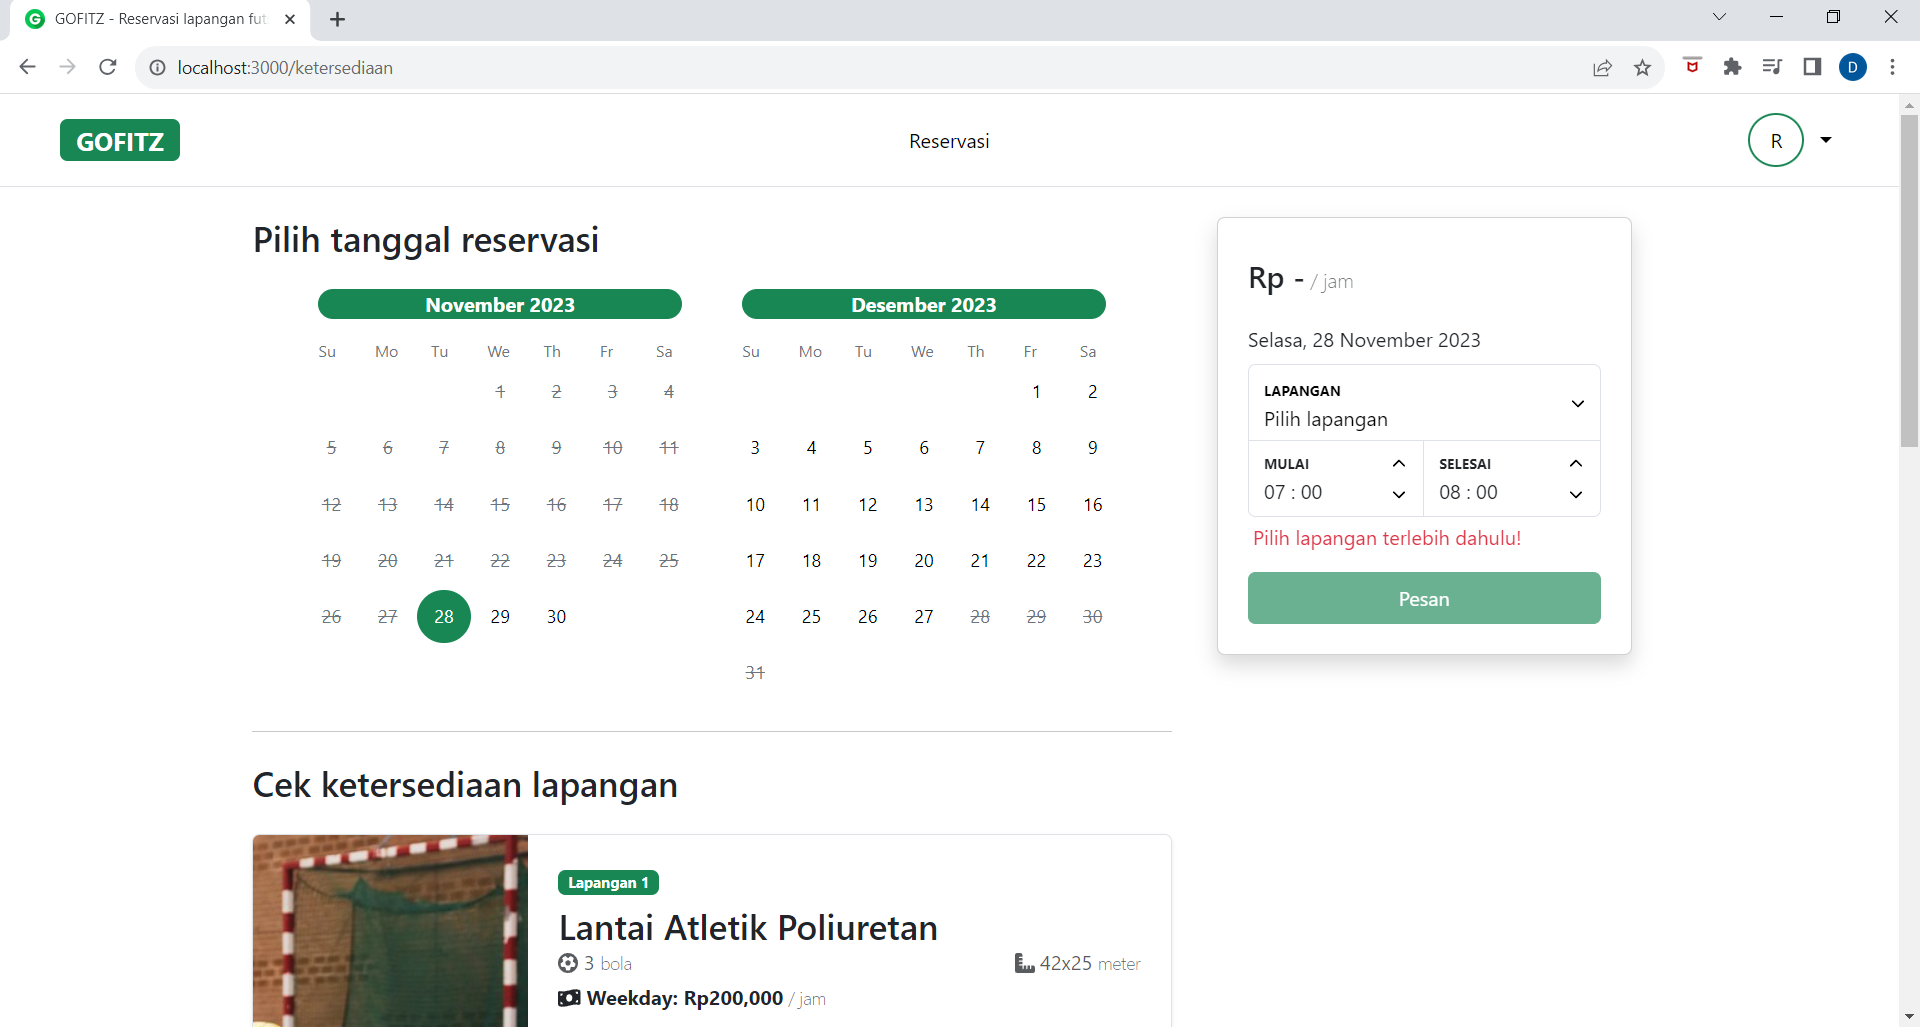 GOFITZ - Reservasi lapangan fut
localhost:3000/ketersediaan
D
GOFITZ
Reservasi
R
Pilih tanggal reservasi
November 2023
Su Mo Tu We Th Fr Sa
1 2 3 4
5 6 7 8 9 10 11
12 13 14 15 16 17 18
19 20 21 22 23 24 25
26 27 28 29 30
Desember 2023
Su Mo Tu We Th Fr Sa
1 2
3 4 5 6 7 8 9
10 11 12 13 14 15 16
17 18 19 20 21 22 23
24 25 26 27 28 29 30
31
Rp - / jam
Selasa, 28 November 2023
LAPANGAN
Pilih lapangan
MULAI
07 : 00
SELESAI
08 : 00
Pilih lapangan terlebih dahulu!
Pesan
Cek ketersediaan lapangan
Lapangan 1
Lantai Atletik Poliuretan
3 bola
42x25 meter
Weekday: Rp200,000 / jam